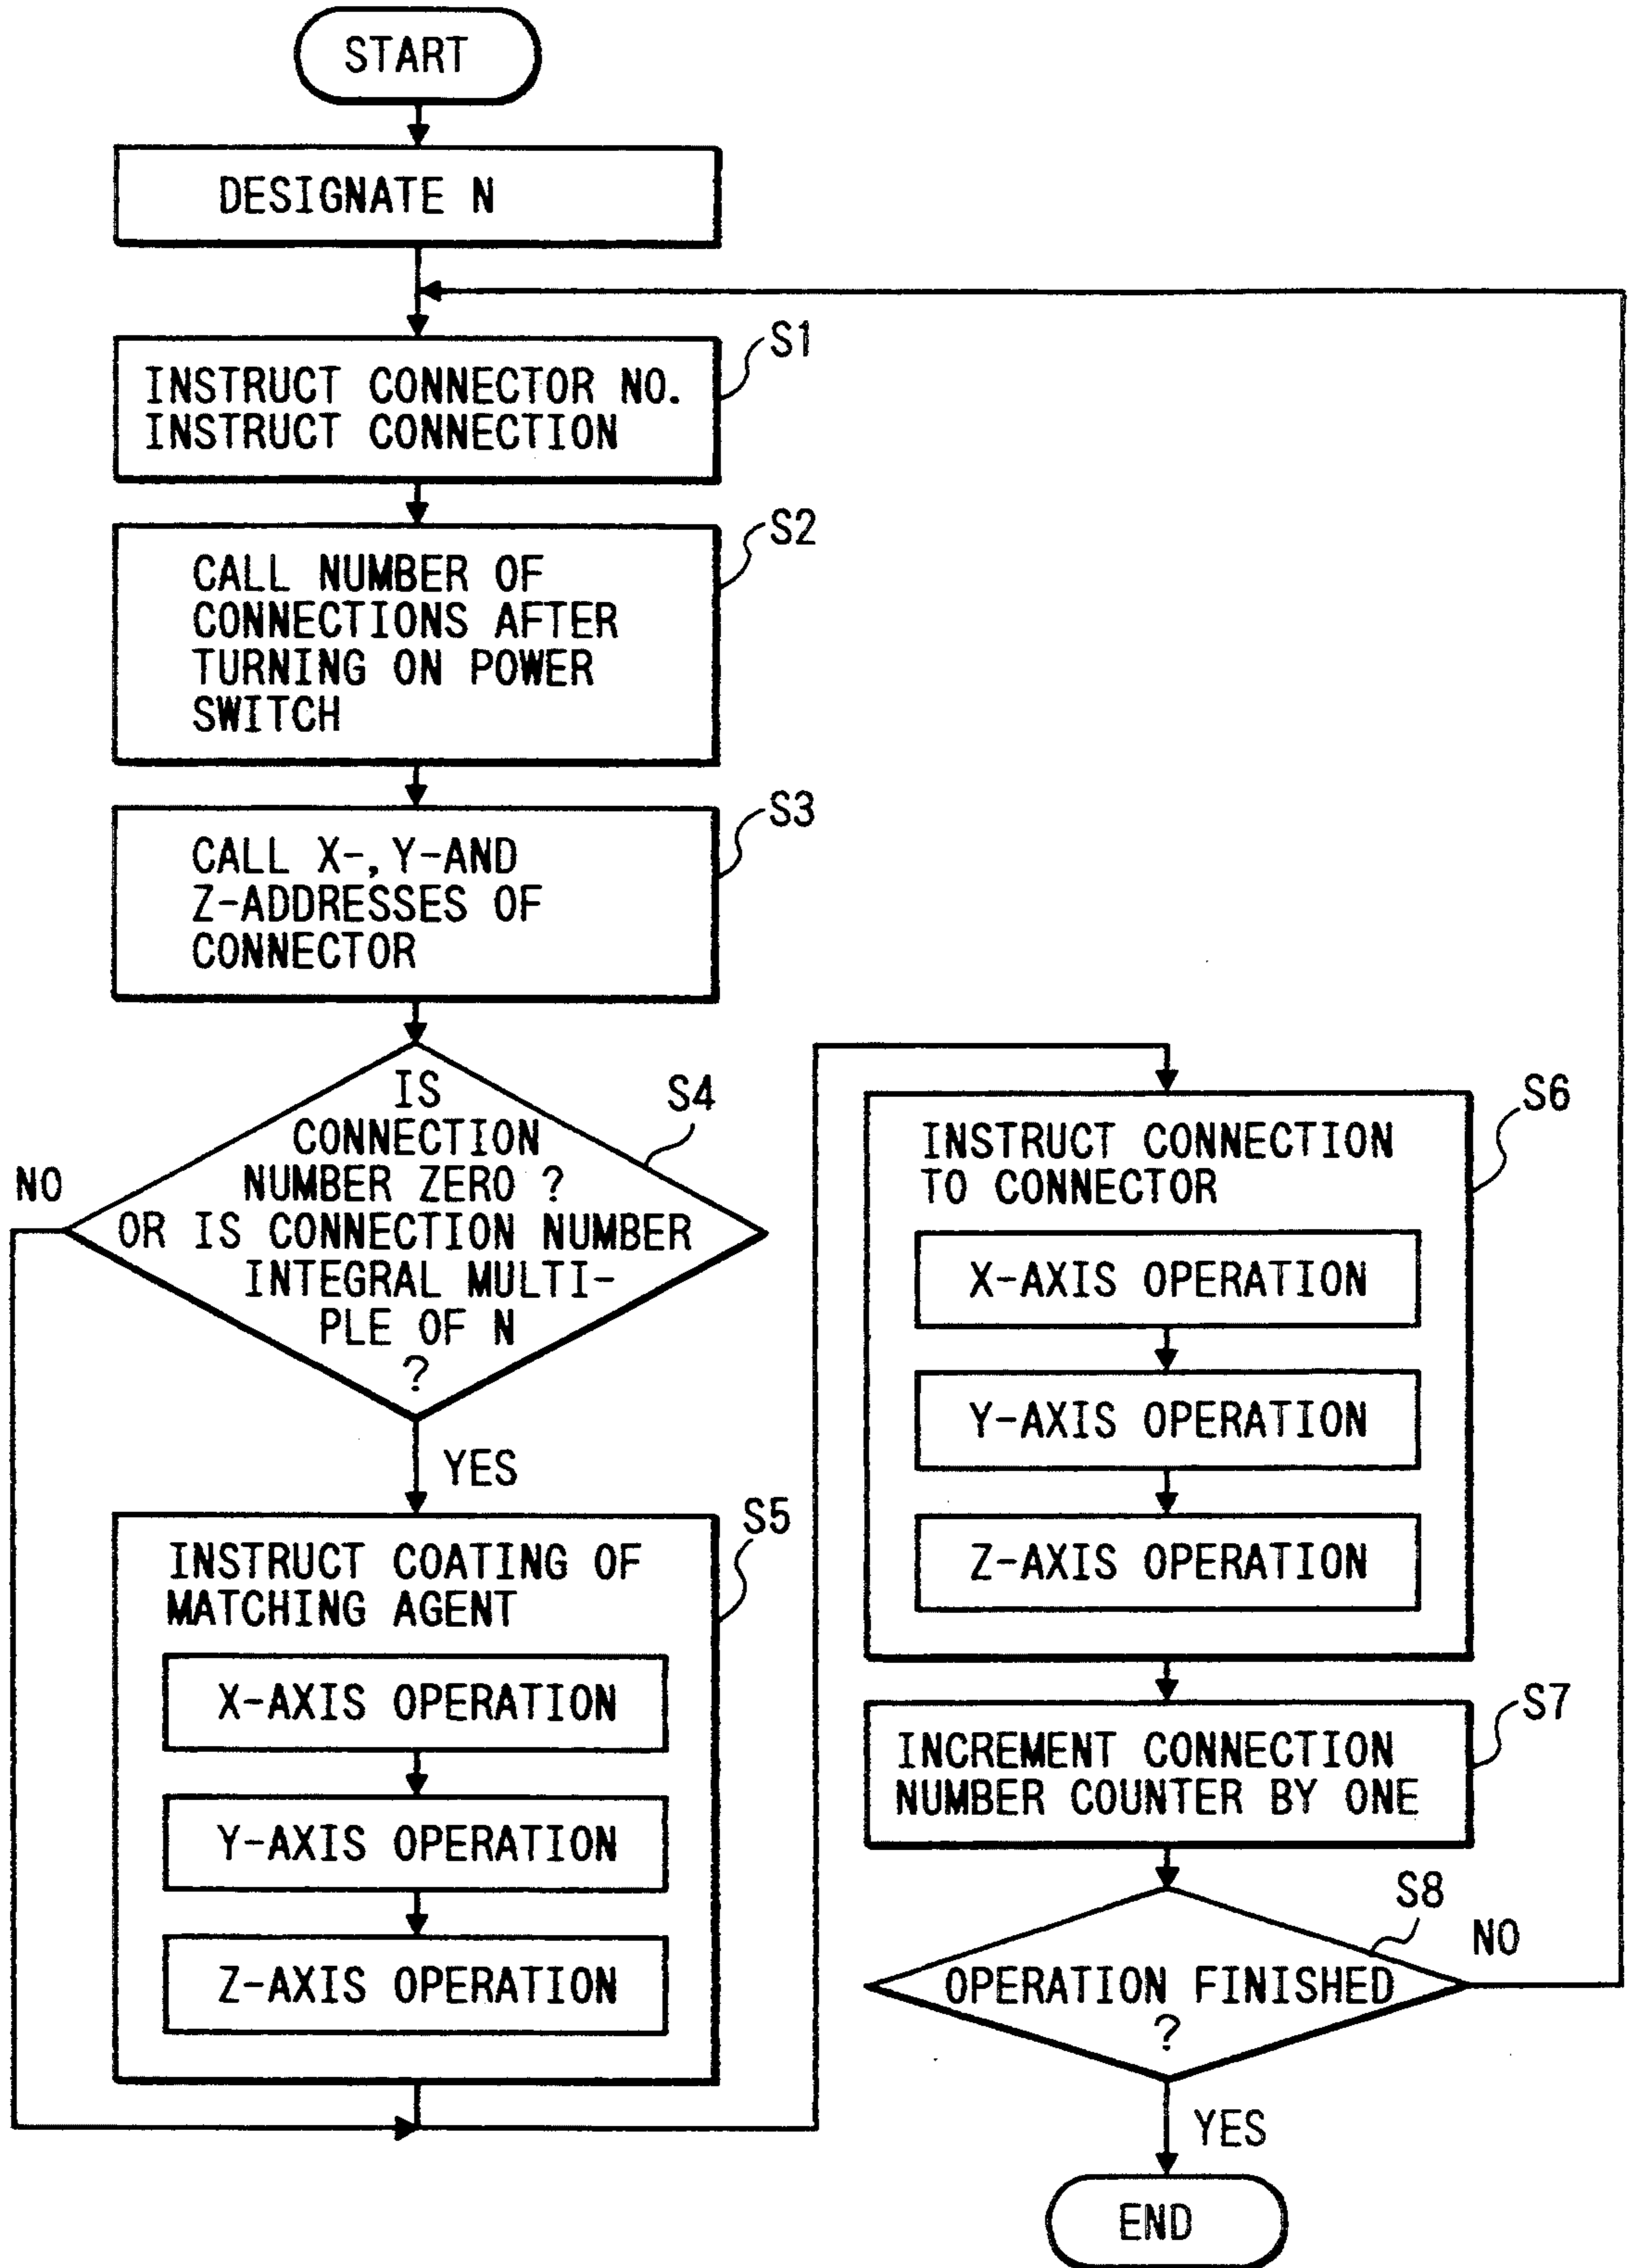 START
DESIGNATE N
S1
INSTRUCT CONNECTOR NO.
INSTRUCT CONNECTION
S2
CALL NUMBER OF
CONNECTIONS AFTER
TURNING ON POWER
SWITCH
S3
CALL X-, Y-AND
Z-ADDRESSES OF
CONNECTOR
S4
IS
CONNECTION
NUMBER ZERO ?
OR IS CONNECTION NUMBER
INTEGRAL MULTI-
PLE OF N
?
NO
YES
S5
INSTRUCT COATING OF
MATCHING AGENT
X-AXIS OPERATION
Y-AXIS OPERATION
Z-AXIS OPERATION
S6
INSTRUCT CONNECTION
TO CONNECTOR
X-AXIS OPERATION
Y-AXIS OPERATION
Z-AXIS OPERATION
S7
INCREMENT CONNECTION
NUMBER COUNTER BY ONE
S8
OPERATION FINISHED
?
NO
YES
END